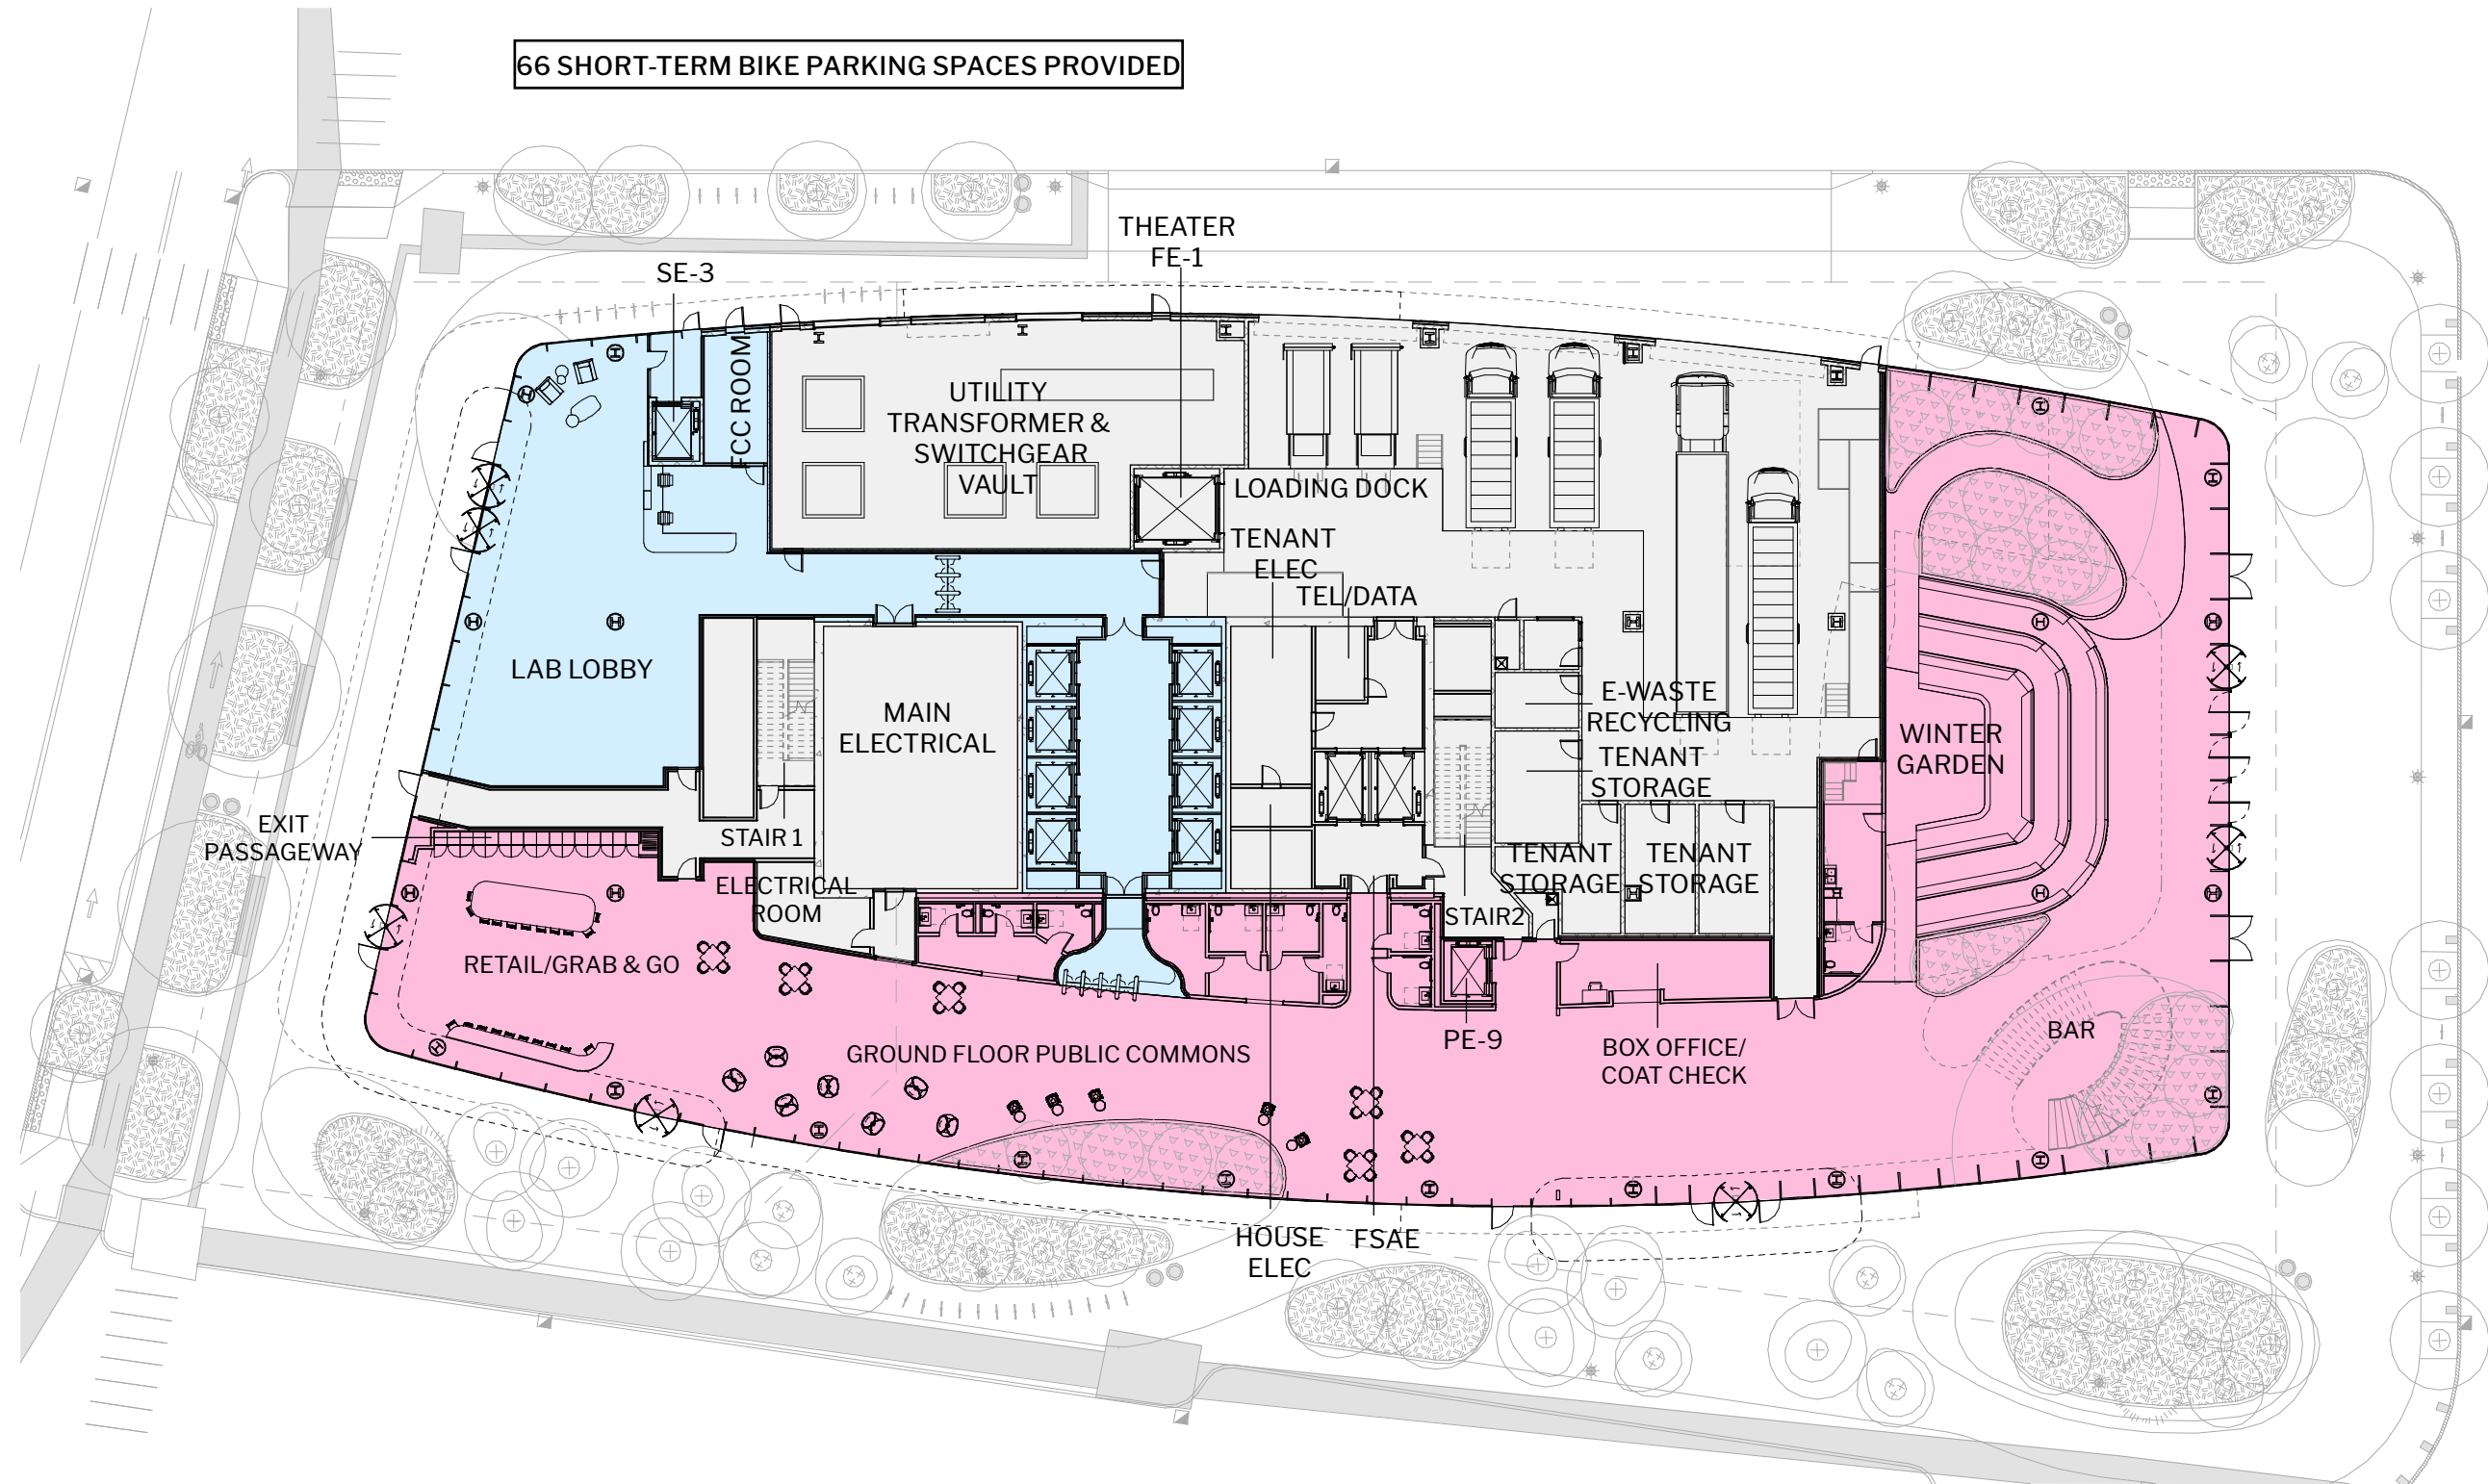 66 SHORT-TERM BIKE PARKING SPACES PROVIDED
THEATER
FE-1
SE-3
FCC ROOM
UTILITY
TRANSFORMER &
SWITCHGEAR
VAULT
LOADING DOCK
TENANT
ELEC
TEL/DATA
LAB LOBBY
MAIN
ELECTRICAL
E-WASTE
RECYCLING
TENANT
STORAGE
WINTER
GARDEN
EXIT
PASSAGEWAY
STAIR 1
ELECTRICAL
ROOM
TENANT
STORAGE
TENANT
STORAGE
STAIR2
RETAIL/GRAB & GO
GROUND FLOOR PUBLIC COMMONS
PE-9
BOX OFFICE/
COAT CHECK
BAR
HOUSE
ELEC
FSAE